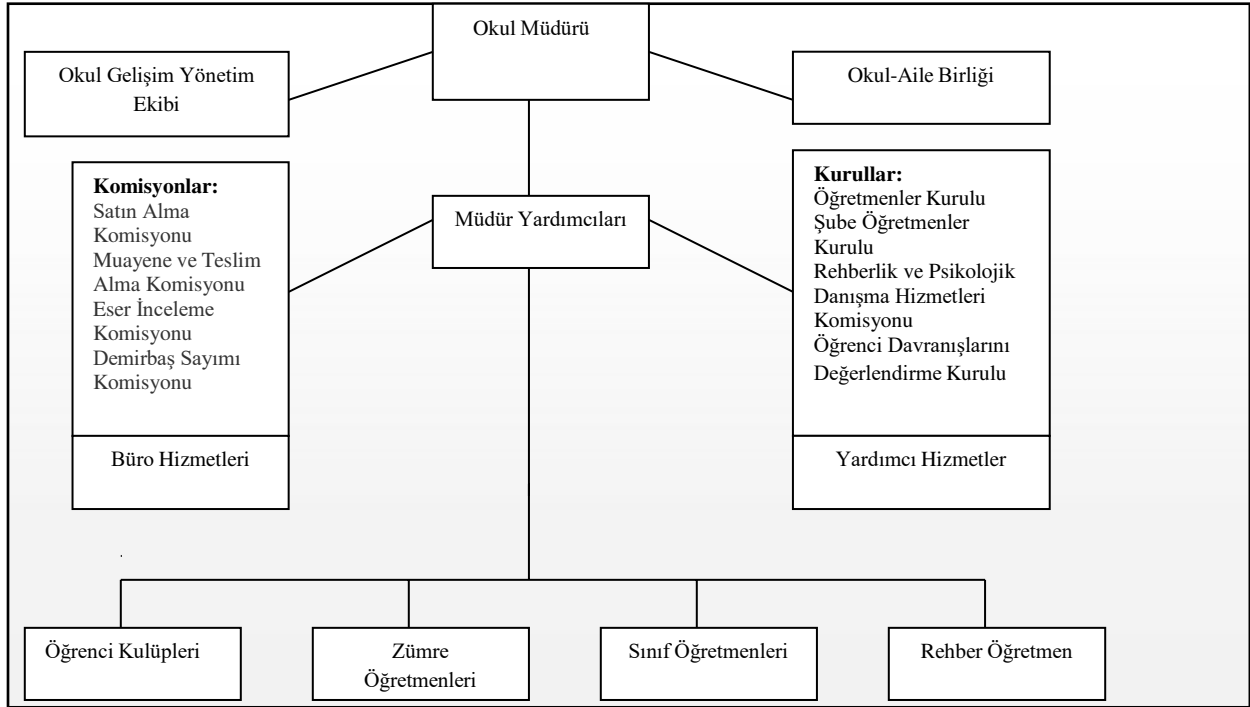 Okul Müdürü
Okul Gelişim Yönetim
Ekibi
Okul-Aile Birliği
Komisyonlar:
Satın Alma
Komisyonu
Muayene ve Teslim
Alma Komisyonu
Eser İnceleme
Komisyonu
Demirbaş Sayımı
Komisyonu
Müdür Yardımcıları
Kurullar:
Öğretmenler Kurulu
Şube Öğretmenler
Kurulu
Rehberlik ve Psikolojik
Danışma Hizmetleri
Komisyonu
Öğrenci Davranışlarını
Değerlendirme Kurulu
Büro Hizmetleri
Yardımcı Hizmetler
Öğrenci Kulüpleri
Zümre
Öğretmenleri
Sınıf Öğretmenleri
Rehber Öğretmen